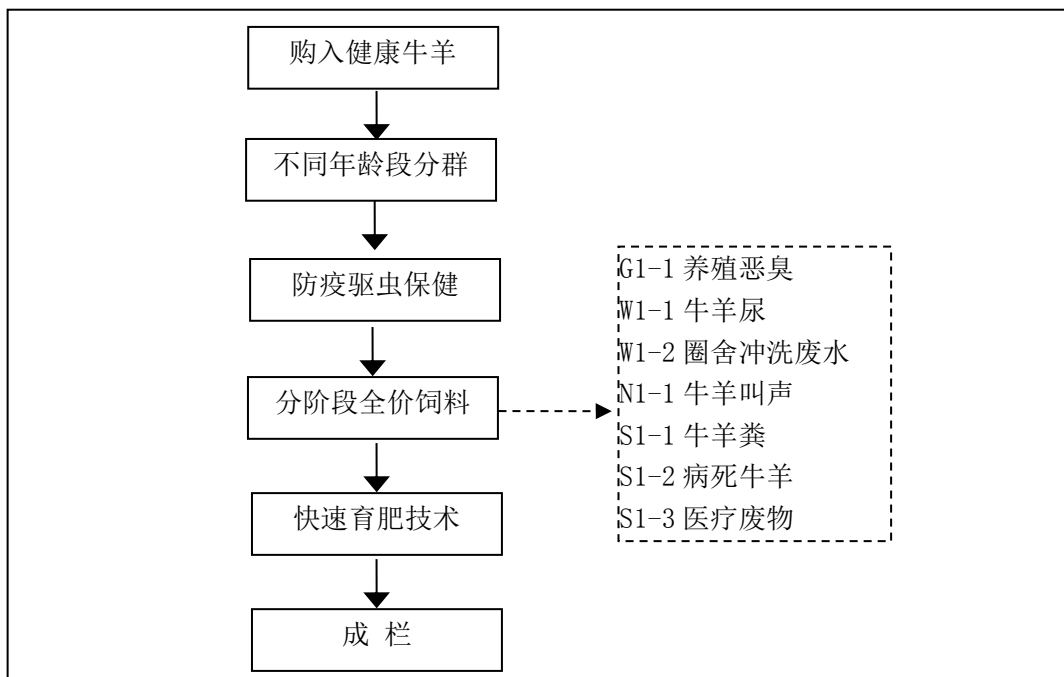 购入健康牛羊
不同年龄段分群
防疫驱虫保健
分阶段全价饲料
快速育肥技术
成 栏
G1-1 养殖恶臭
W1-1 牛羊尿
W1-2 圈舍冲洗废水
N1-1 牛羊叫声
S1-1 牛羊粪
S1-2 病死牛羊
S1-3 医疗废物